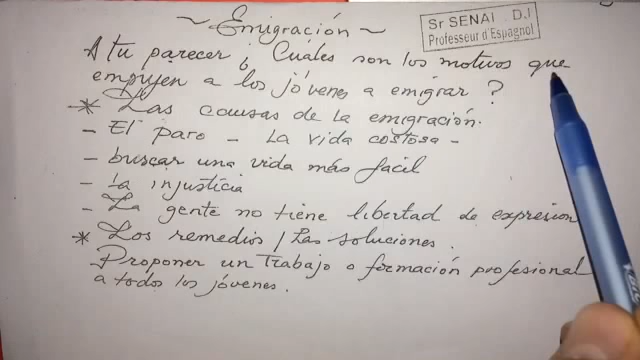 ~ Emigración ~
Sr SENAI D.I
Professeur d'Espagnol
A tu parecer ¿ Cuáles son los motivos que
empujen a los jóvenes a emigrar ?
* Las causas de la emigración.
- El paro - La vida costosa -
- buscar una vida más facil
- La injusticia
- La gente no tiene libertad de expresion
* Los remedios / Las soluciones.
Proponer un Trabajo o formación profesional
a todos los jóvenes.